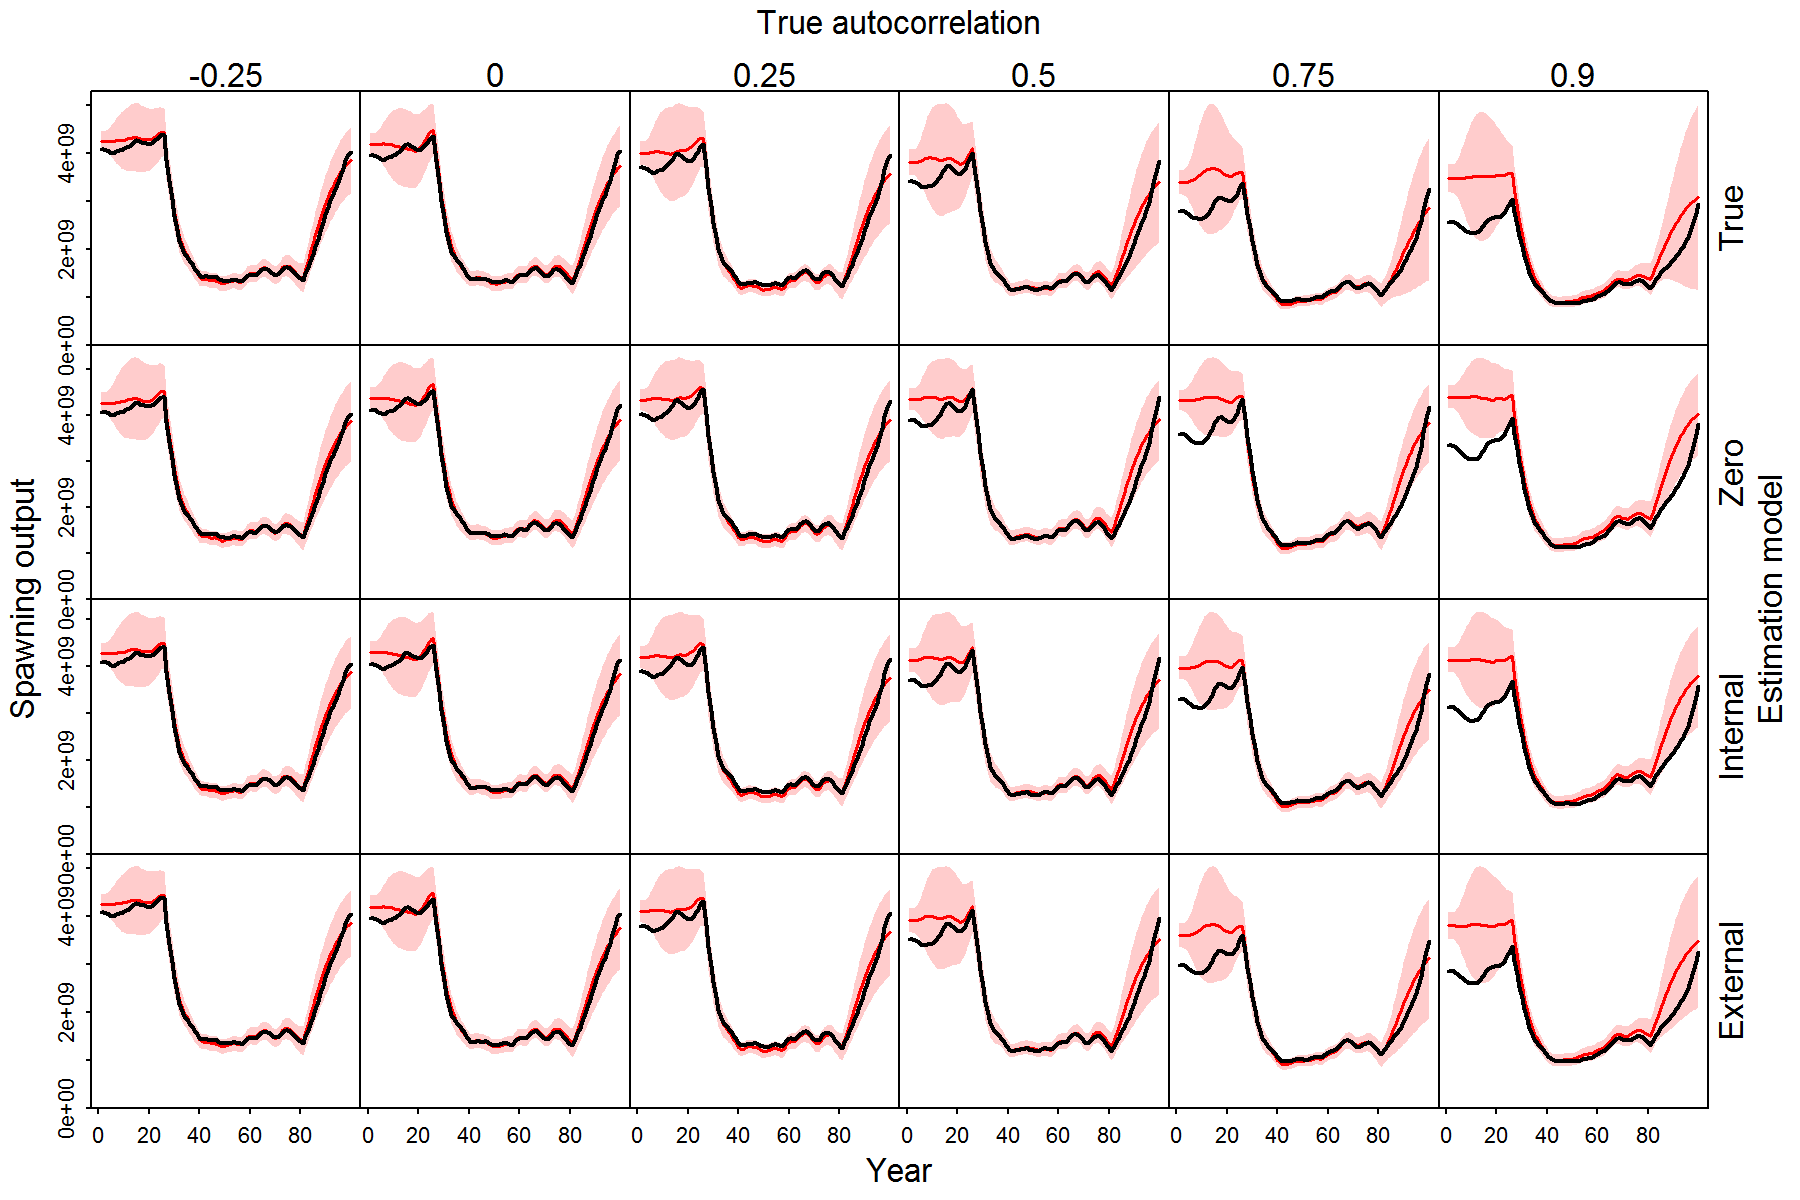 True autocorrelation
-0.25 0 0.25 0.5 0.75 0.9
Spawning output
0e+00 2e+09 4e+09
True
0e+00 2e+09 4e+09
Zero
0e+00 2e+09 4e+09
Internal
0e+00 2e+09 4e+09
External
Estimation model
0 20 40 60 80 0 20 40 60 80 0 20 40 60 80 0 20 40 60 80 0 20 40 60 80 0 20 40 60 80
Year